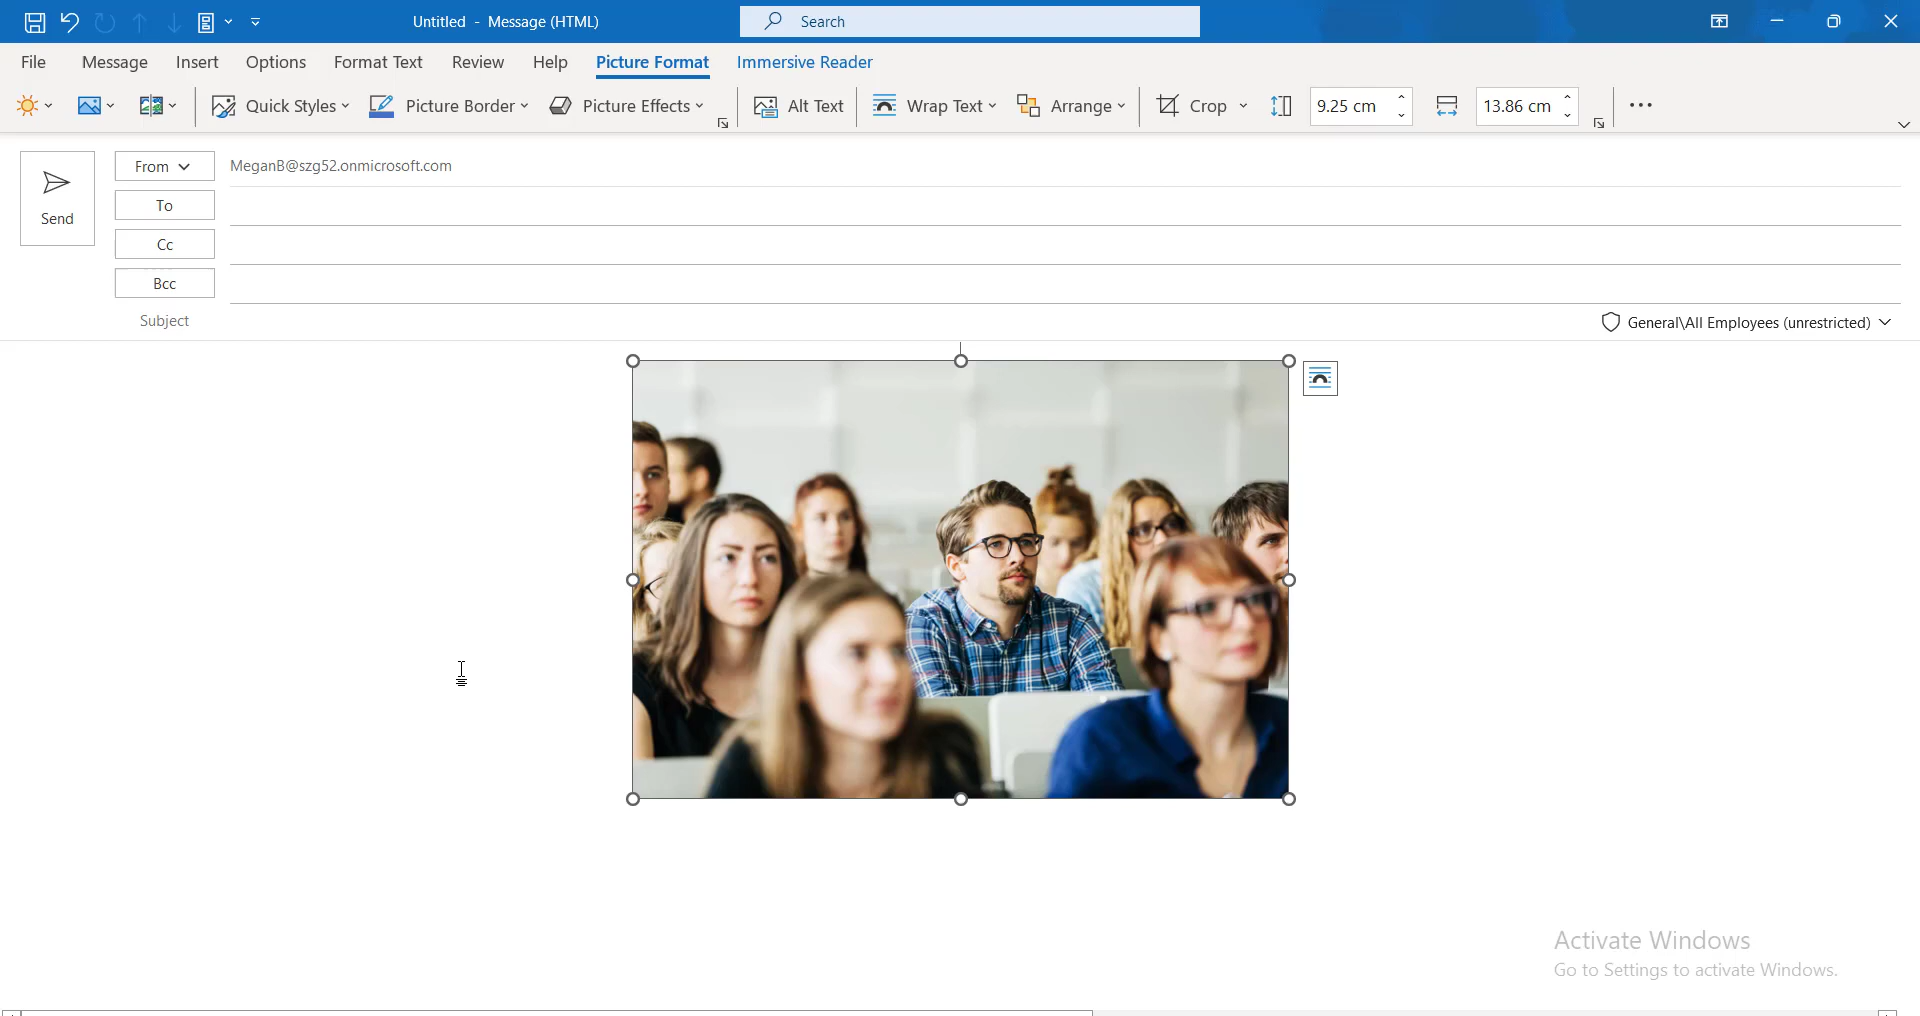 Untitled - Message (HTML)
Search
File Message Insert Options Format Text Review Help Picture Format Immersive Reader
Quick Styles Picture Border Picture Effects Alt Text Wrap Text Arrange Crop 9.25 cm 13.86 cm
From MeganB@szg52.onmicrosoft.com
Send
To
Cc
Bcc
Subject
General\All Employees (unrestricted)
Activate Windows
Go to Settings to activate Windows.